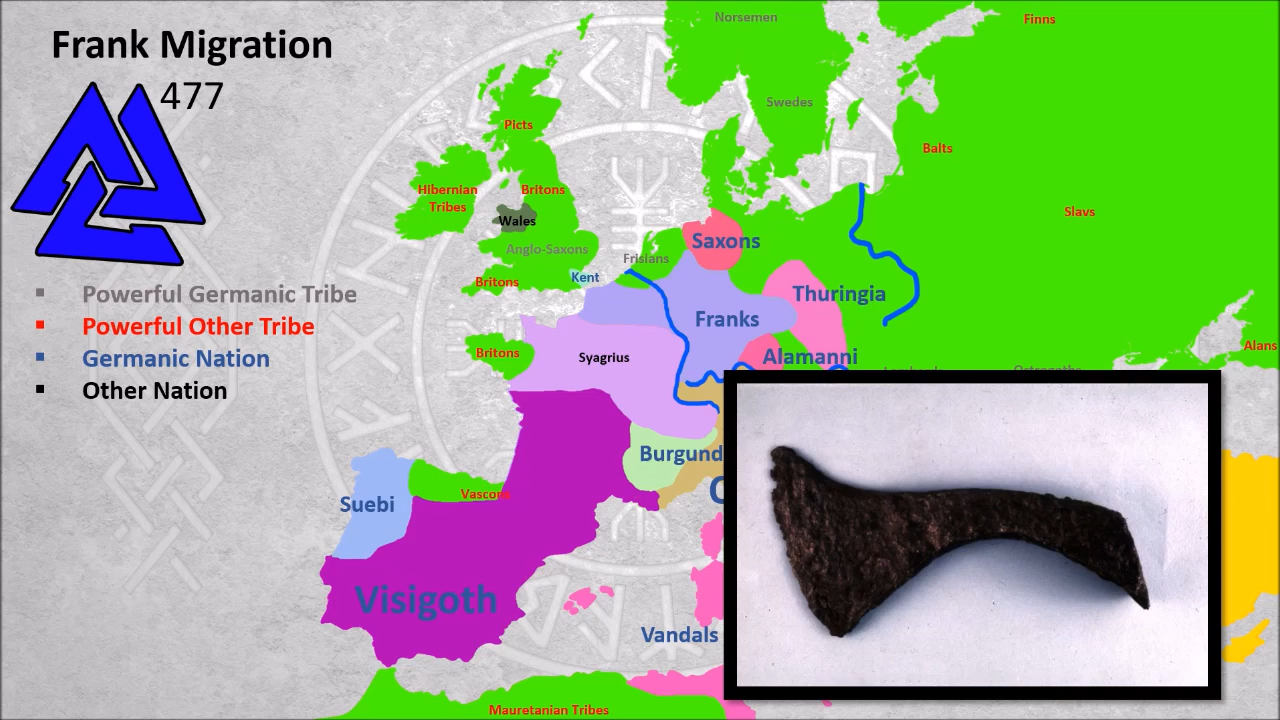 Frank Migration
477
Norsemen
Finns
Swedes
Picts
Balts
Hibernian
Tribes
Britons
Wales
Slavs
Anglo-Saxons
Saxons
Frisians
Kent
Britons
Powerful Germanic Tribe
Powerful Other Tribe
Germanic Nation
Other Nation
Thuringia
Franks
Britons
Syagrius
Alamanni
Alans
Burgund
Suebi
Vascons
Visigoth
Vandals
Mauretanian Tribes